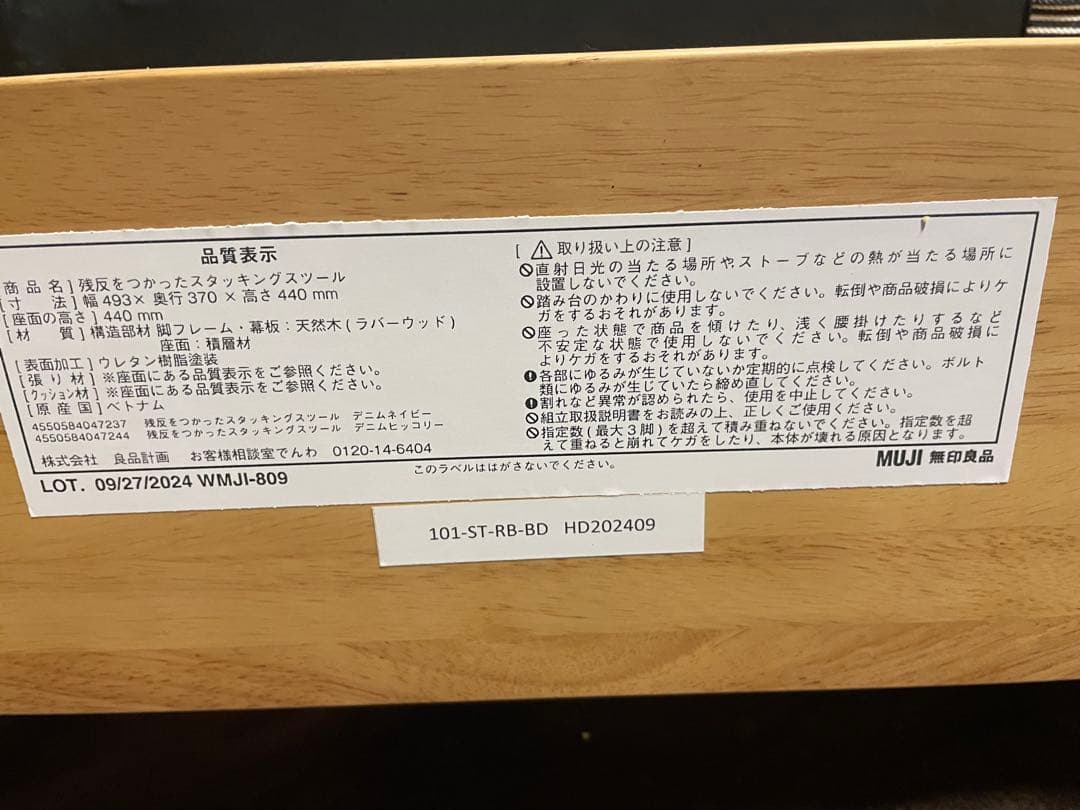 品質表示
[商 品 名] 残反をつかったスタッキングスツール
[寸　　法] 幅 493× 奥行 370 × 高さ 440 mm
[座面の高さ] 440 mm
[材　　質] 構造部材 脚フレーム・幕板：天然木(ラバーウッド)
座面：積層材
[表面加工] ウレタン樹脂塗装
[張 り 材] ※座面にある品質表示をご参照ください。
[クッション材] ※座面にある品質表示をご参照ください。
[原 産 国] ベトナム
4550584047237　残反をつかったスタッキングスツール　デニムネイビー
4550584047244　残反をつかったスタッキングスツール　デニムヒッコリー
株式会社 良品計画　お客様相談室でんわ 0120-14-6404
[ ⚠ 取り扱い上の注意]
🚫直射日光の当たる場所やストーブなどの熱が当たる場所に
設置しないでください。
🚫踏み台のかわりに使用しないでください。転倒や商品破損によりケ
ガをするおそれがあります。
🚫座った状態で商品を傾けたり、浅く腰掛けたりするなど
不安定な状態で使用しないでください。転倒や商品破損に
よりケガをするおそれがあります。
❗各部にゆるみが生じていないか定期的に点検してください。ボルト
類にゆるみが生じていたら締め直してください。
❗割れなど異常が認められたら、使用を中止してください。
🚫組立取扱説明書をお読みの上、正しくご使用ください。
🚫指定数(最大3脚)を超えて積み重ねないでください。指定数を超
えて重ねると崩れてケガをしたり、本体が壊れる原因となります。
このラベルははがさないでください。
MUJI 無印良品
LOT. 09/27/2024 WMJI-809
101-ST-RB-BD HD202409